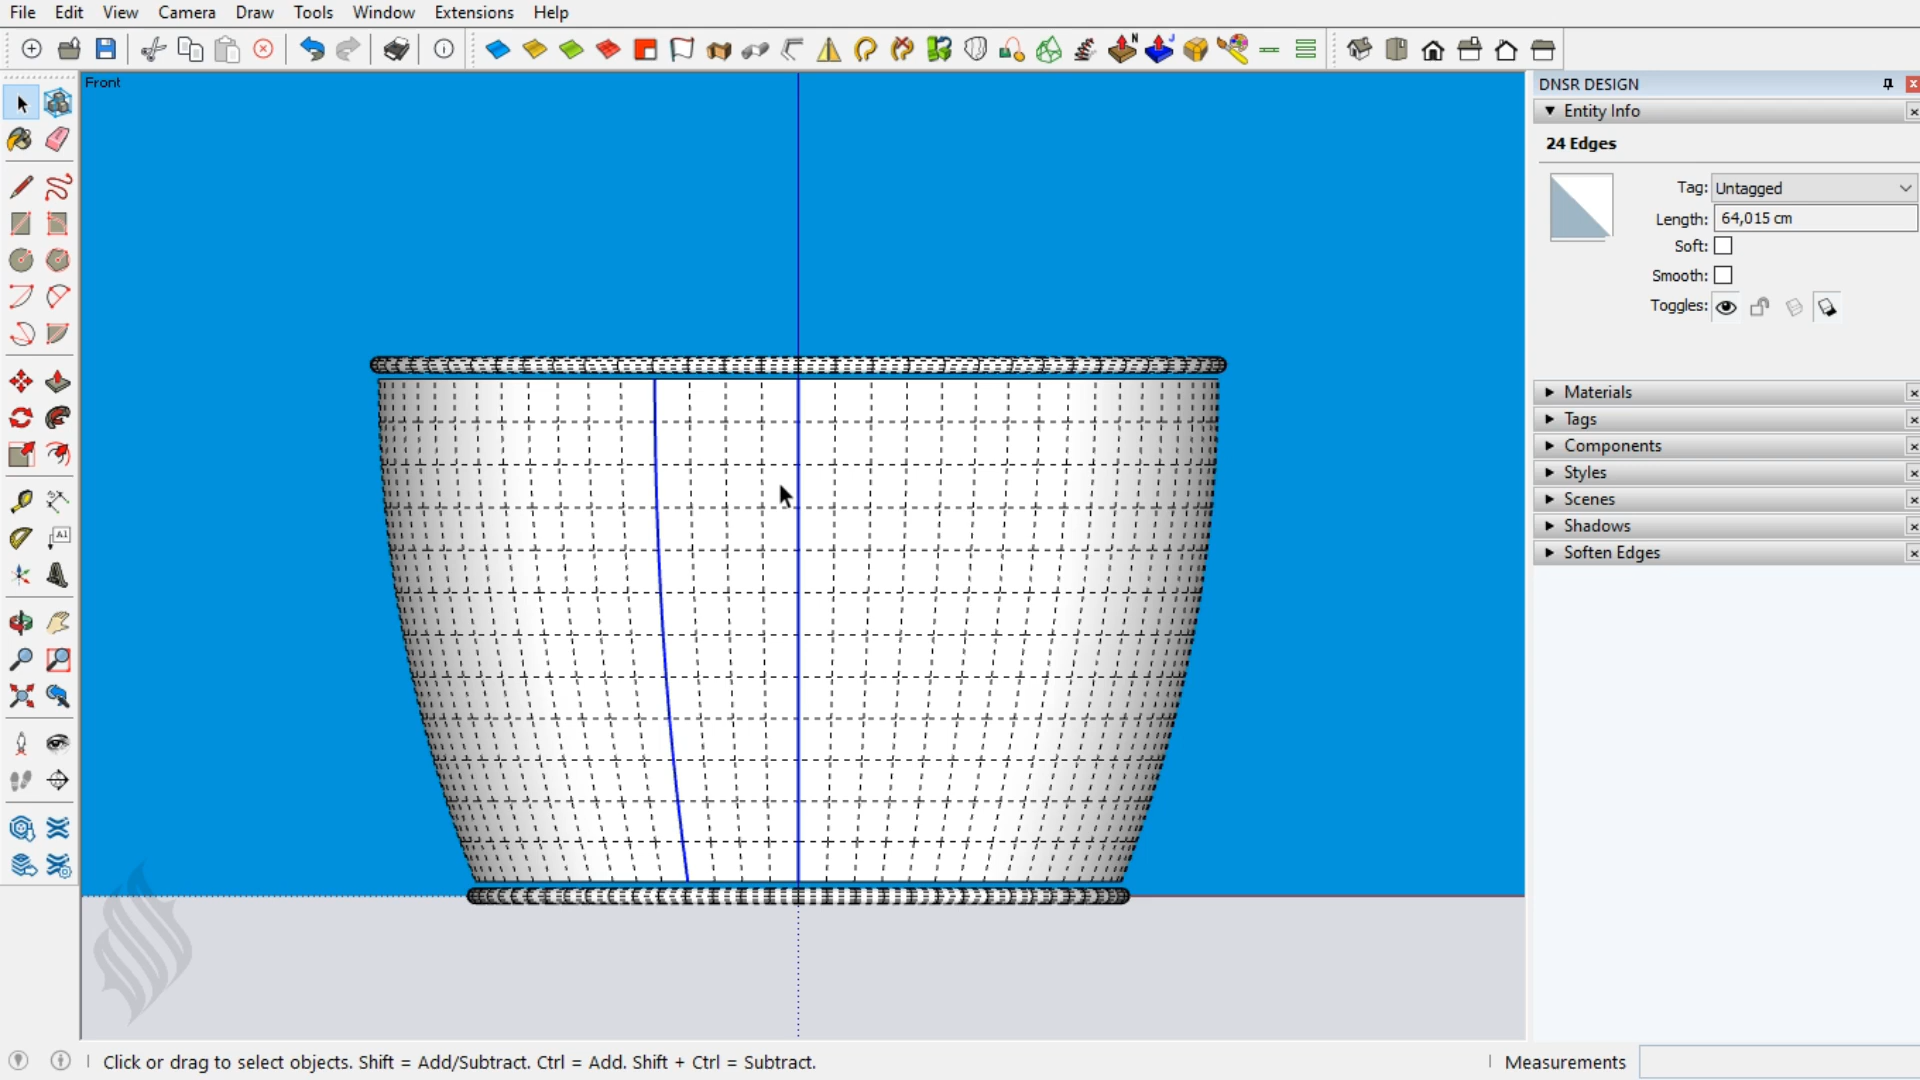 File Edit View Camera Draw Tools Window Extensions Help
N
J
Front
DNSR DESIGN
Entity Info
24 Edges
Tag: Untagged
Length: 64,015 cm
Soft:
Smooth:
Toggles:
Materials
Tags
Components
Styles
Scenes
Shadows
Soften Edges
A1
Click or drag to select objects. Shift = Add/Subtract. Ctrl = Add. Shift + Ctrl = Subtract.
Measurements